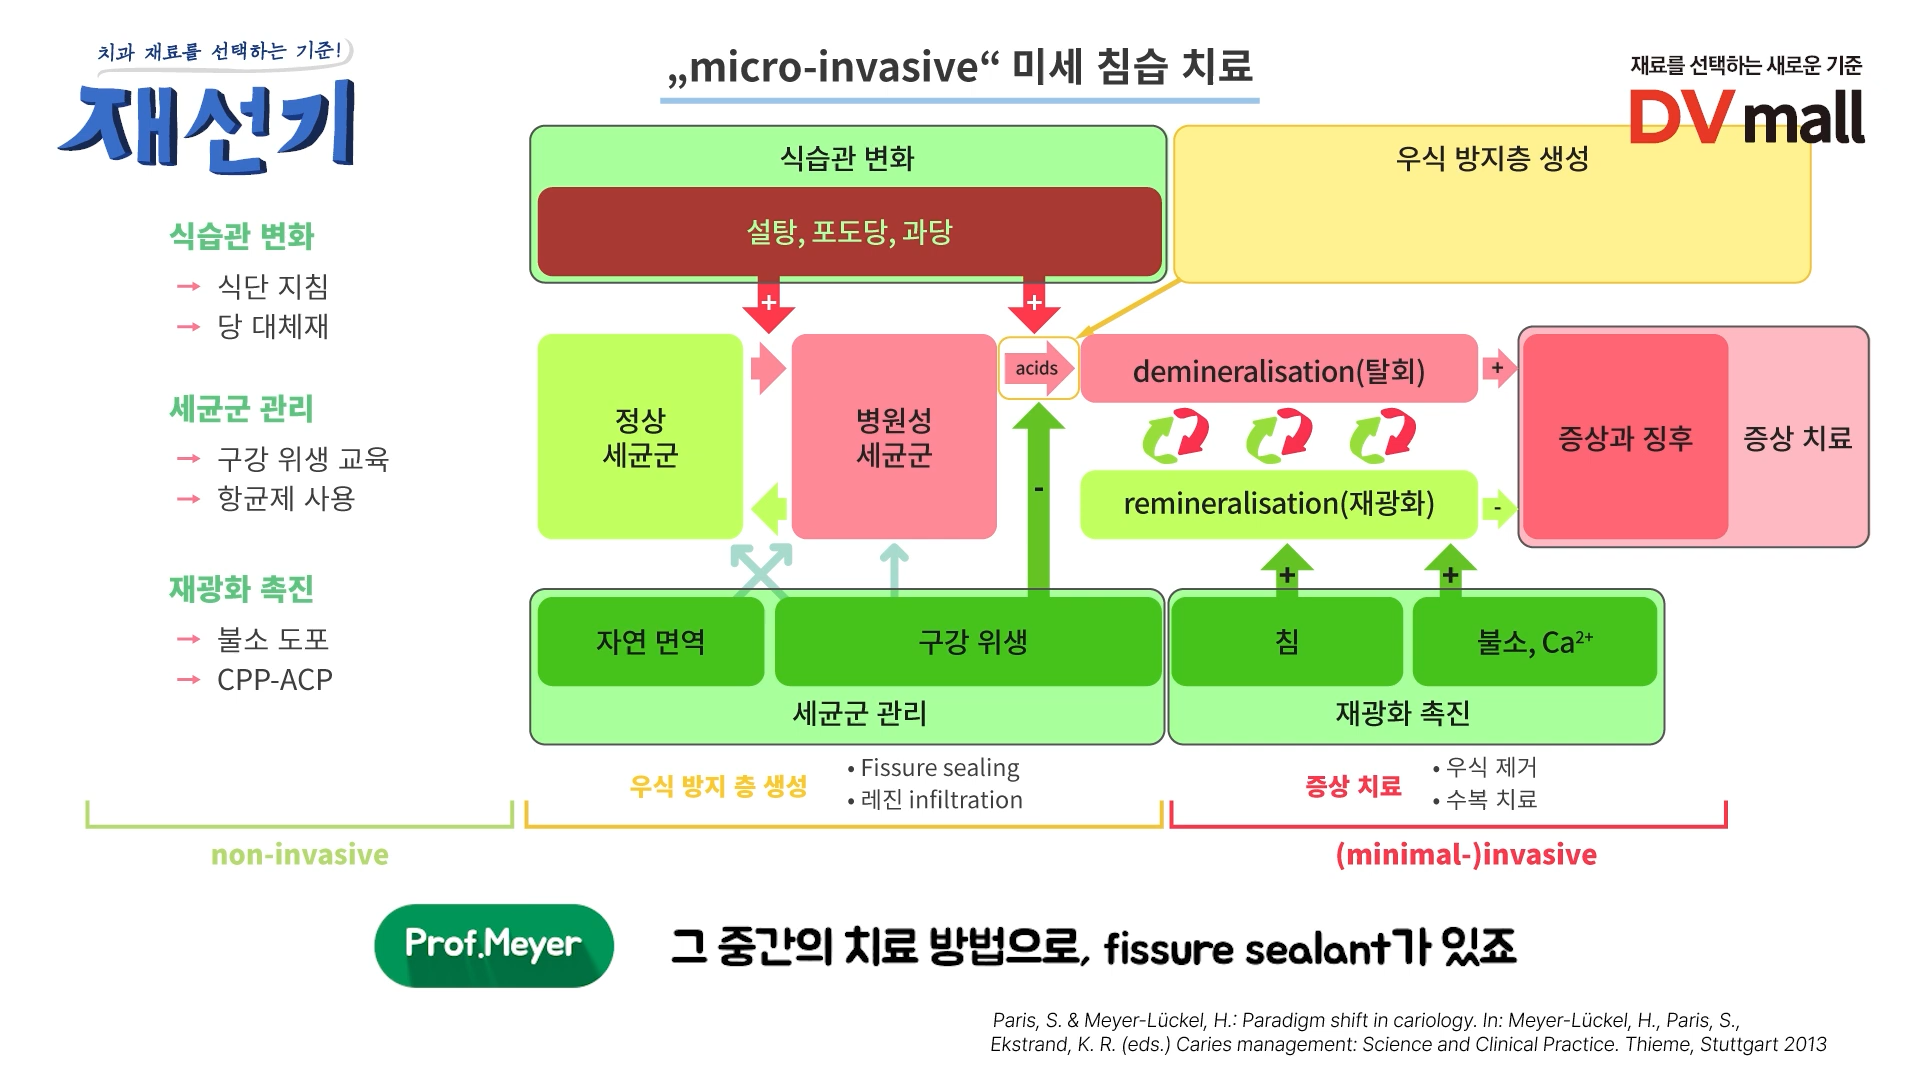 치과 재료를 선택하는 기준!
재선기
„micro-invasive“ 미세 침습 치료
재료를 선택하는 새로운 기준
DV mall
식습관 변화
→ 식단 지침
→ 당 대체재
세균군 관리
→ 구강 위생 교육
→ 항균제 사용
재광화 촉진
→ 불소 도포
→ CPP-ACP
식습관 변화
설탕, 포도당, 과당
우식 방지층 생성
+
+
정상
세균군
병원성
세균군
acids
-
demineralisation(탈회)
+
remineralisation(재광화)
-
증상과 징후
증상 치료
+
+
자연 면역
구강 위생
세균군 관리
침
불소, Ca²⁺
재광화 촉진
우식 방지 층 생성
• Fissure sealing
• 레진 infiltration
증상 치료
• 우식 제거
• 수복 치료
non-invasive
(minimal-)invasive
Prof.Meyer
그 중간의 치료 방법으로, fissure sealant가 있죠
Paris, S. & Meyer-Lückel, H.: Paradigm shift in cariology. In: Meyer-Lückel, H., Paris, S.,
Ekstrand, K. R. (eds.) Caries management: Science and Clinical Practice. Thieme, Stuttgart 2013